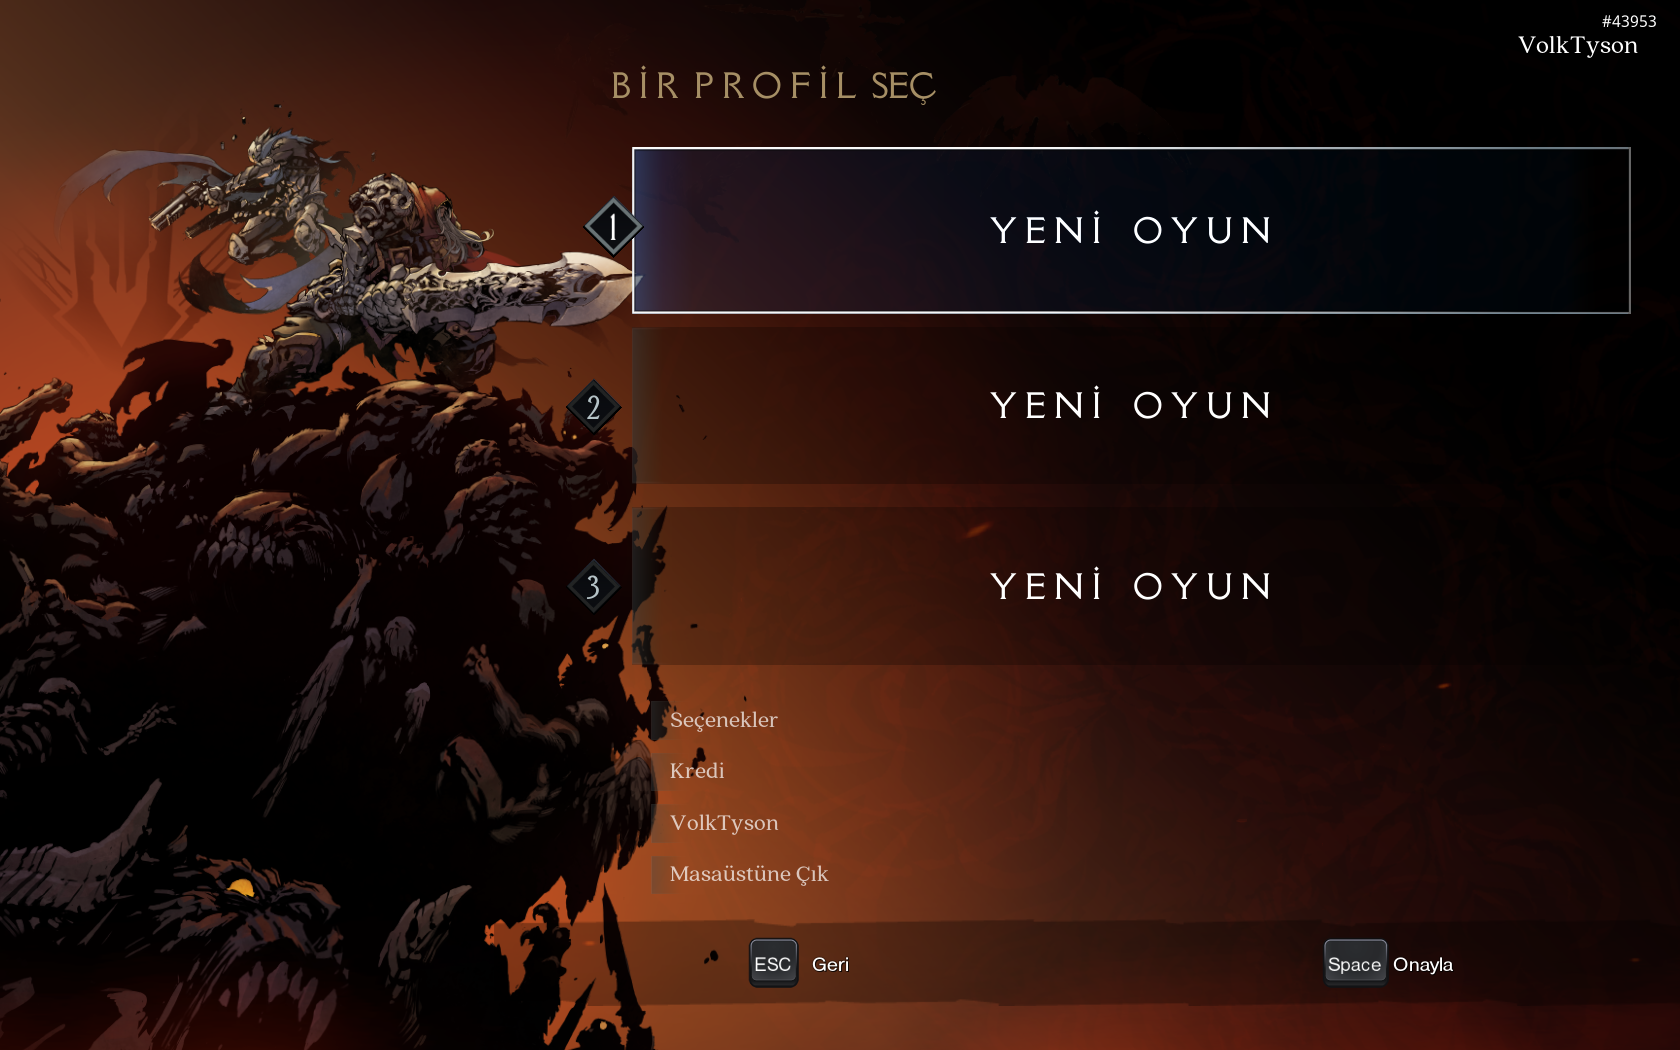 #43953
VolkTyson
BİR PROFİL SEÇ
1
YENİ OYUN
2
YENİ OYUN
3
YENİ OYUN
Seçenekler
Kredi
VolkTyson
Masaüstüne Çık
ESC Geri
Space Onayla